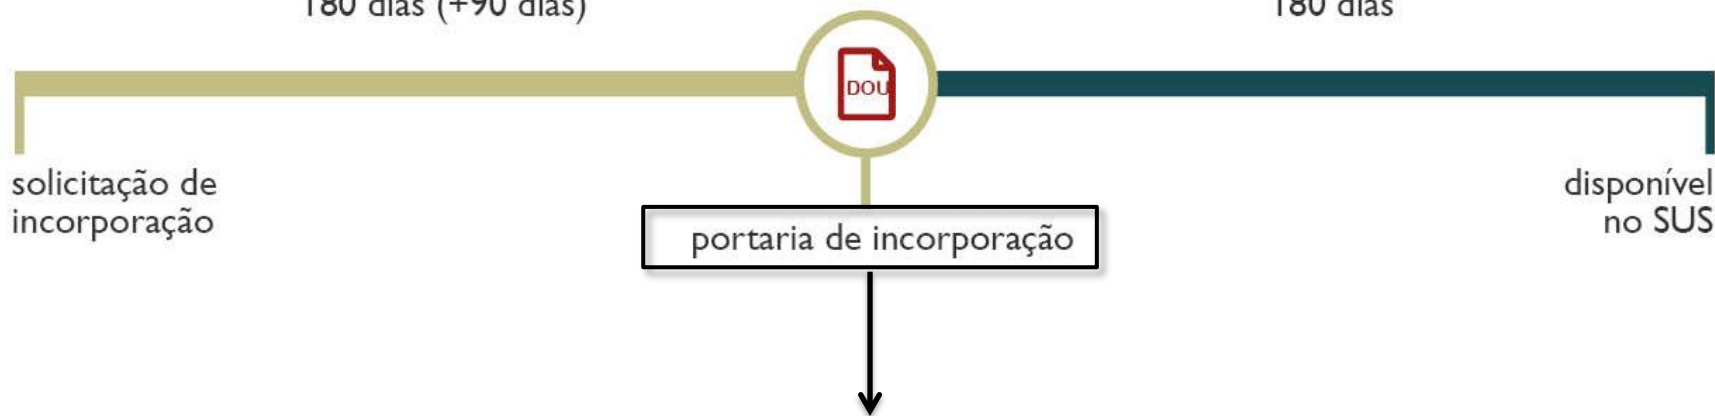 180 dias (+90 dias)
180 dias
DOU
solicitação de
incorporação
portaria de incorporação
disponível
no SUS